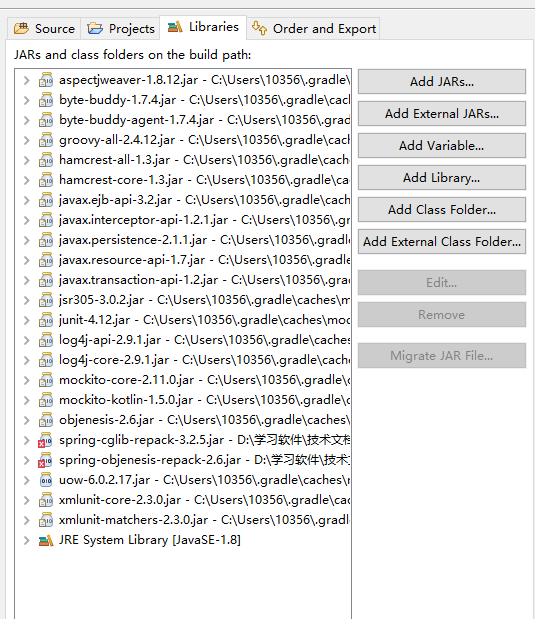 Source Projects Libraries Order and Export
JARs and class folders on the build path:
aspectjweaver-1.8.12.jar - C:\Users\10356\.gradle\
byte-buddy-1.7.4.jar - C:\Users\10356\.gradle\cac
byte-buddy-agent-1.7.4.jar - C:\Users\10356\.grad
groovy-all-2.4.12.jar - C:\Users\10356\.gradle\cac
hamcrest-all-1.3.jar - C:\Users\10356\.gradle\cache
hamcrest-core-1.3.jar - C:\Users\10356\.gradle\cac
javax.ejb-api-3.2.jar - C:\Users\10356\.gradle\cach
javax.interceptor-api-1.2.1.jar - C:\Users\10356\.gr
javax.persistence-2.1.1.jar - C:\Users\10356\.gradl
javax.resource-api-1.7.jar - C:\Users\10356\.gradle
javax.transaction-api-1.2.jar - C:\Users\10356\.gra
jsr305-3.0.2.jar - C:\Users\10356\.gradle\caches\m
junit-4.12.jar - C:\Users\10356\.gradle\caches\moc
log4j-api-2.9.1.jar - C:\Users\10356\.gradle\caches
log4j-core-2.9.1.jar - C:\Users\10356\.gradle\cache
mockito-core-2.11.0.jar - C:\Users\10356\.gradle\c
mockito-kotlin-1.5.0.jar - C:\Users\10356\.gradle\c
objenesis-2.6.jar - C:\Users\10356\.gradle\caches\
spring-cglib-repack-3.2.5.jar - D:\学习软件\技术文档
spring-objenesis-repack-2.6.jar - D:\学习软件\技术文
uow-6.0.2.17.jar - C:\Users\10356\.gradle\caches\r
xmlunit-core-2.3.0.jar - C:\Users\10356\.gradle\ca
xmlunit-matchers-2.3.0.jar - C:\Users\10356\.gradl
JRE System Library [JavaSE-1.8]
Add JARs...
Add External JARs...
Add Variable...
Add Library...
Add Class Folder...
Add External Class Folder...
Edit...
Remove
Migrate JAR File...